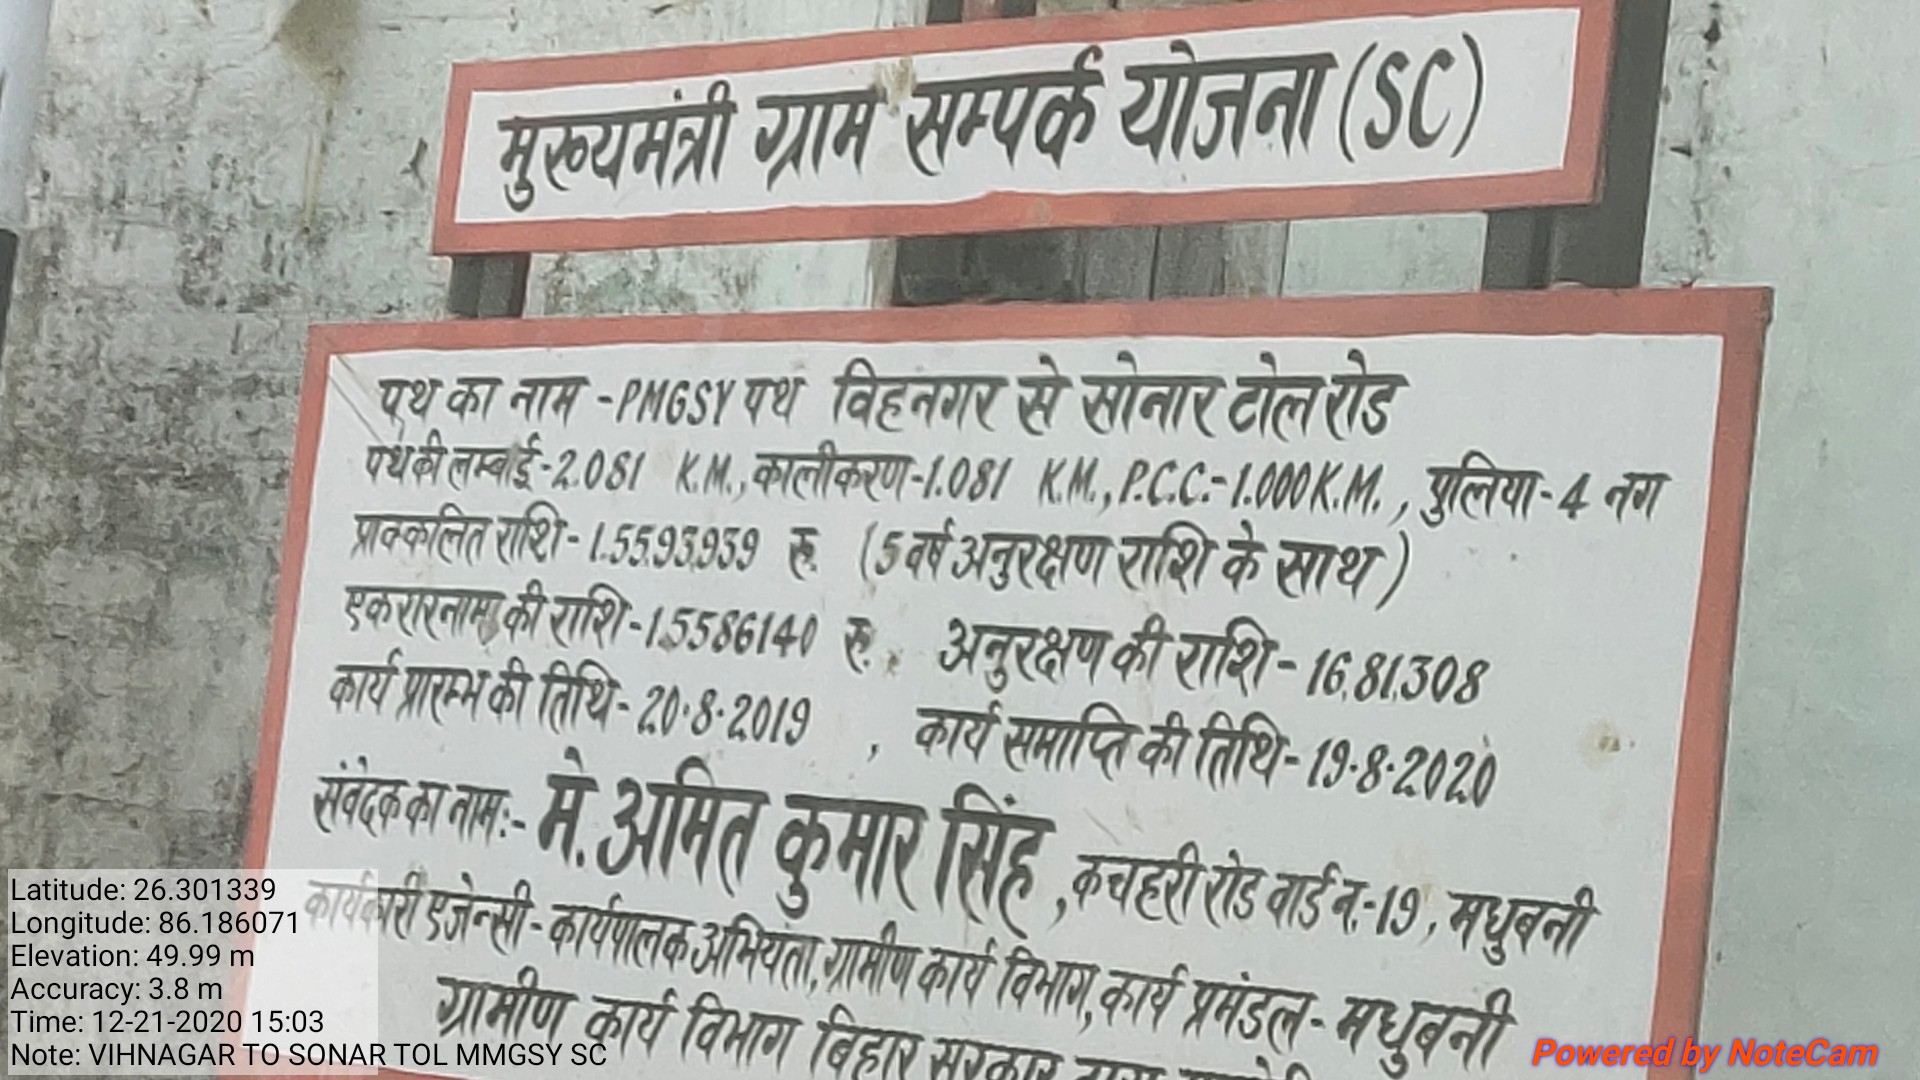 मुख्यमंत्री ग्राम सम्पर्क योजना (SC)
पथ का नाम - PMGSY पथ विहनगर से सोनार टोल रोड
पथ की लम्बाई - 2.081 K.M., कालीकरण - 1.081 K.M., P.C.C.- 1.000 K.M., पुलिया - 4 नग
प्राक्कलित राशि - 1.55.93.939 रु. (5 वर्ष अनुरक्षण राशि के साथ)
एकरारनामा की राशि - 1.5586140 रु. अनुरक्षण की राशि - 16.81.308
कार्य प्रारम्भ की तिथि - 20.8.2019 , कार्य समाप्ति की तिथि - 19.8.2020
संवेदक का नाम :- मे. अमित कुमार सिंह, कचहरी रोड वार्ड न.-19, मधुबनी
कार्यकारी एजेन्सी - कार्यपालक अभियंता, ग्रामीण कार्य विभाग, कार्य प्रमंडल - मधुबनी
ग्रामीण कार्य विभाग बिहार सरकार
Latitude: 26.301339
Longitude: 86.186071
Elevation: 49.99 m
Accuracy: 3.8 m
Time: 12-21-2020 15:03
Note: VIHNAGAR TO SONAR TOL MMGSY SC
Powered by NoteCam